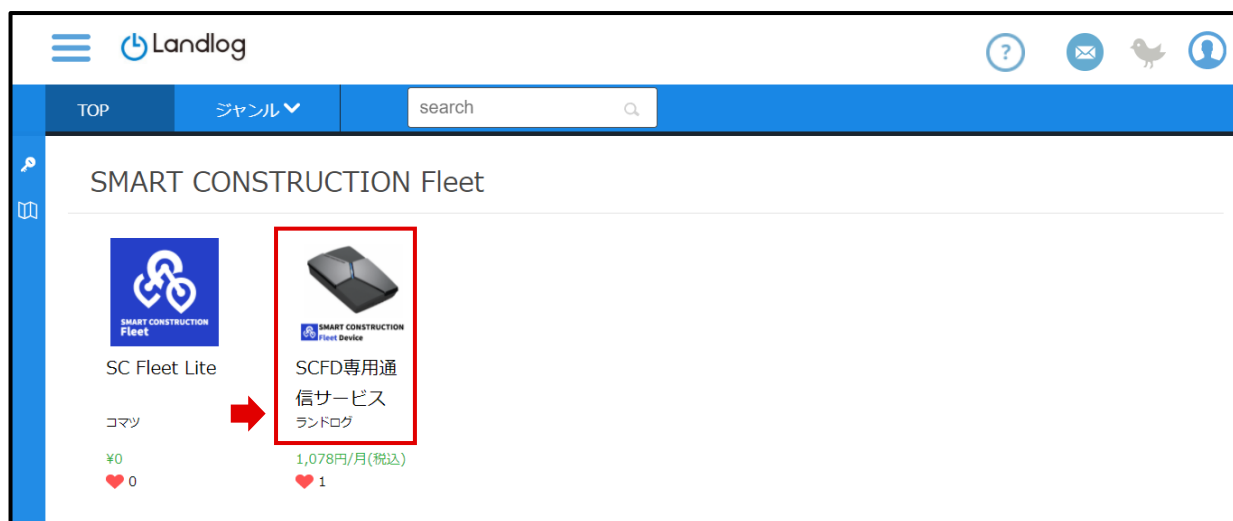 Landlog
?
TOP
ジャンル
search
SMART CONSTRUCTION Fleet
SMART CONSTRUCTION
Fleet
SC Fleet Lite
コマツ
¥0
0
SMART CONSTRUCTION
Fleet Device
SCFD専用通
信サービス
ランドログ
1,078円/月(税込)
1